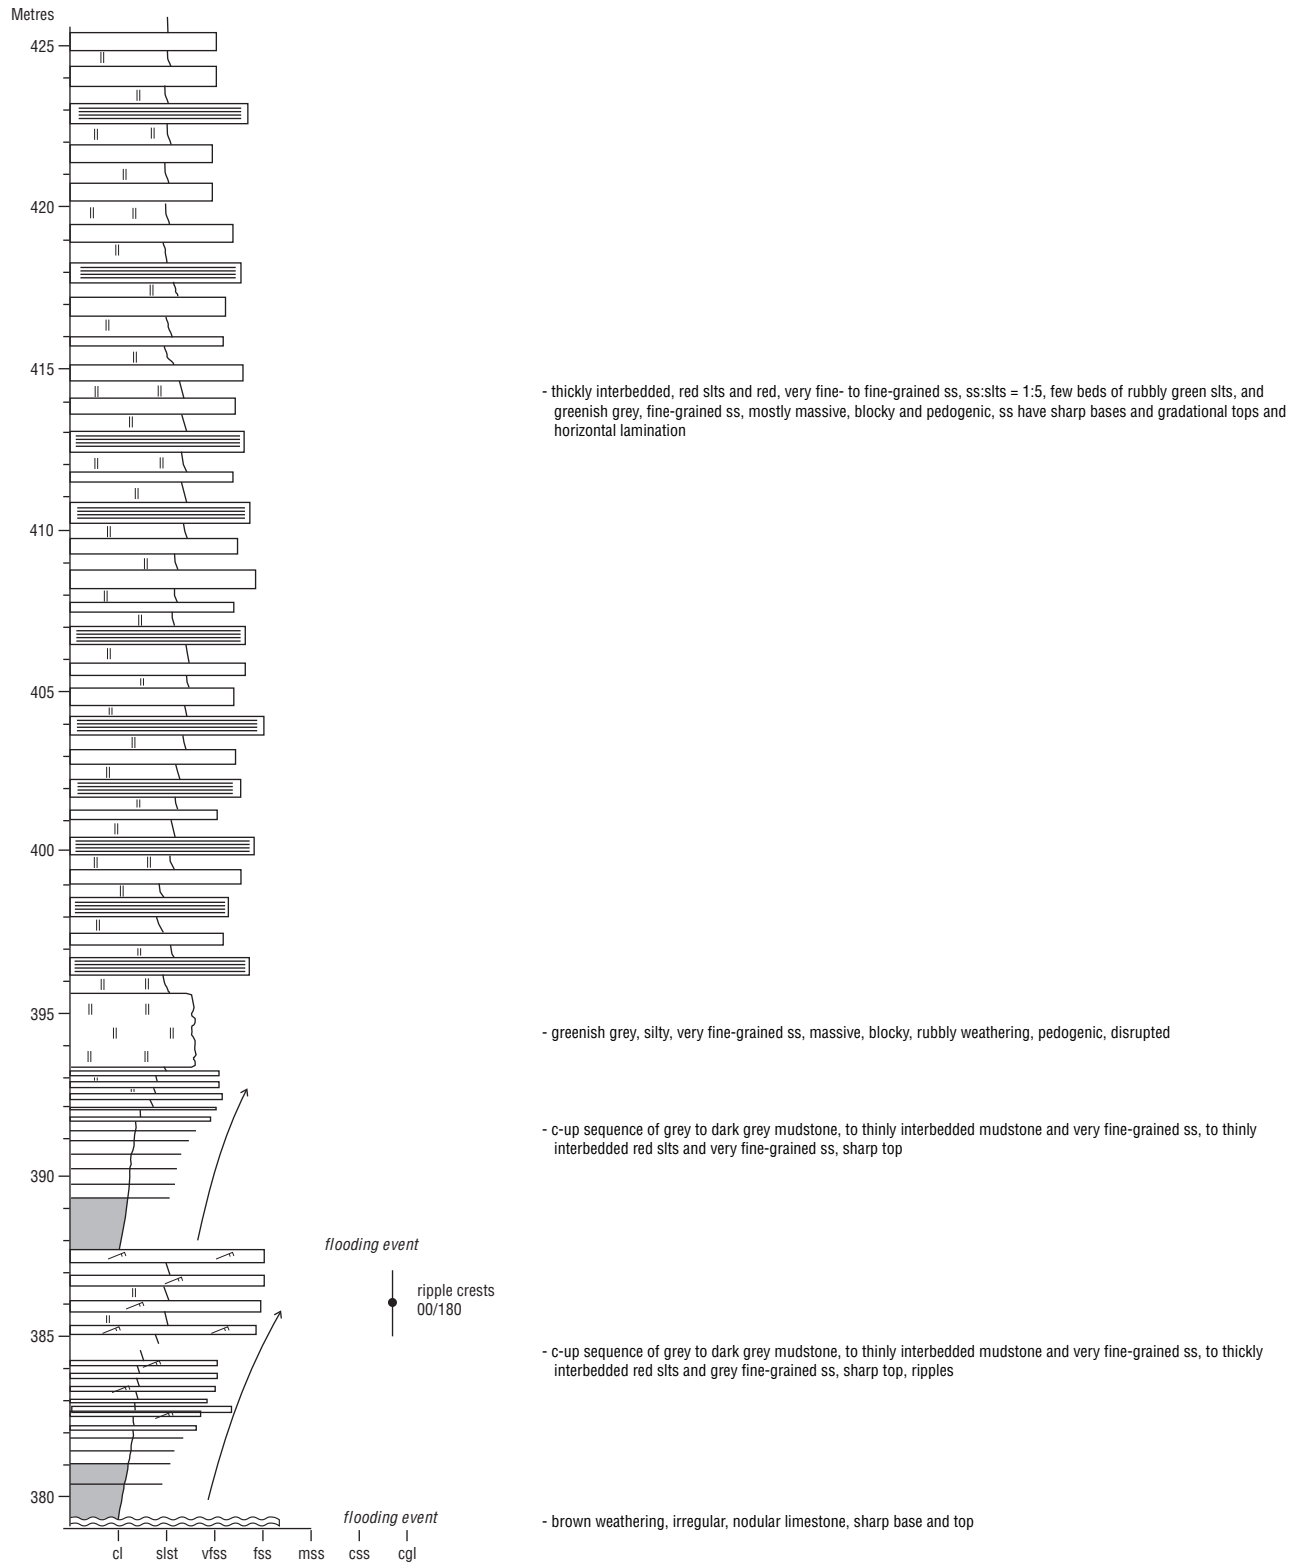 Metres
425
420
415
- thickly interbedded, red slts and red, very fine- to fine-grained ss, ss:slts = 1:5, few beds of rubbly green slts, and
greenish grey, fine-grained ss, mostly massive, blocky and pedogenic, ss have sharp bases and gradational tops and
horizontal lamination
410
405
400
395
- greenish grey, silty, very fine-grained ss, massive, blocky, rubbly weathering, pedogenic, disrupted
- c-up sequence of grey to dark grey mudstone, to thinly interbedded mudstone and very fine-grained ss, to thinly
interbedded red slts and very fine-grained ss, sharp top
390
flooding event
ripple crests
00/180
385
- c-up sequence of grey to dark grey mudstone, to thinly interbedded mudstone and very fine-grained ss, to thickly
interbedded red slts and grey fine-grained ss, sharp top, ripples
380
flooding event
- brown weathering, irregular, nodular limestone, sharp base and top
cl slst vfss fss mss css cgl